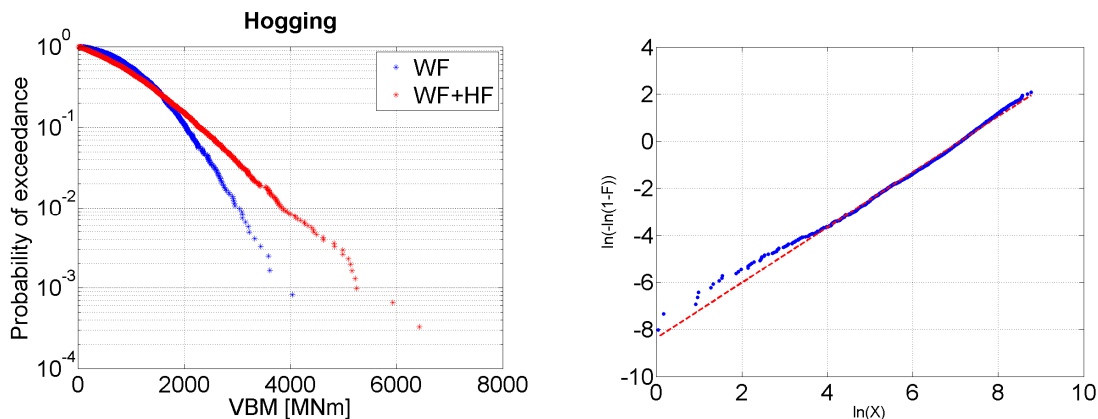 Hogging
10^0
10^-1
10^-2
10^-3
10^-4
Probability of exceedance
0 2000 4000 6000 8000
VBM [MNm]
WF
WF+HF
4
2
0
-2
-4
-6
-8
-10
ln(-ln(1-F))
0 2 4 6 8 10
ln(X)